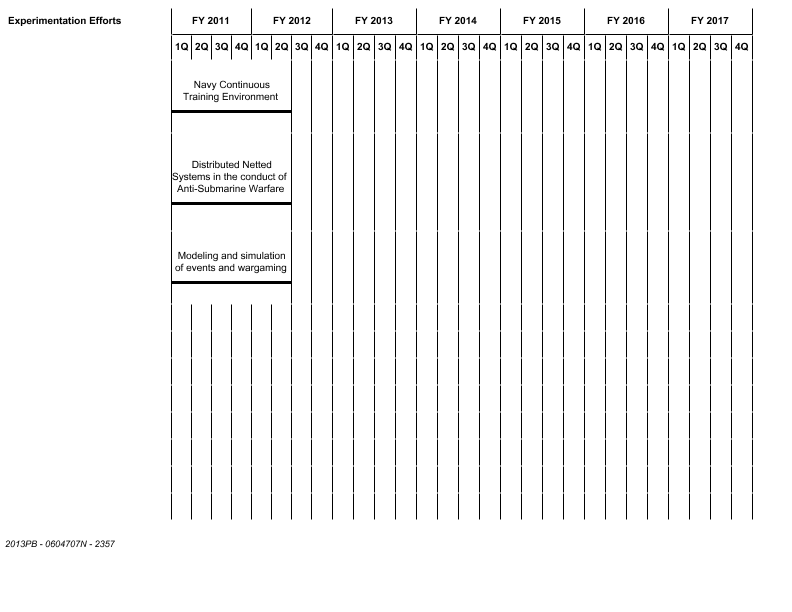 Experimentation Efforts FY 2011 FY 2012 FY 2013 FY 2014 FY 2015 FY 2016 FY 2017
1Q 2Q 3Q 4Q 1Q 2Q 3Q 4Q 1Q 2Q 3Q 4Q 1Q 2Q 3Q 4Q 1Q 2Q 3Q 4Q 1Q 2Q 3Q 4Q 1Q 2Q 3Q 4Q
Navy Continuous
Training Environment
Distributed Netted
Systems in the conduct of
Anti-Submarine Warfare
Modeling and simulation
of events and wargaming
2013PB - 0604707N - 2357